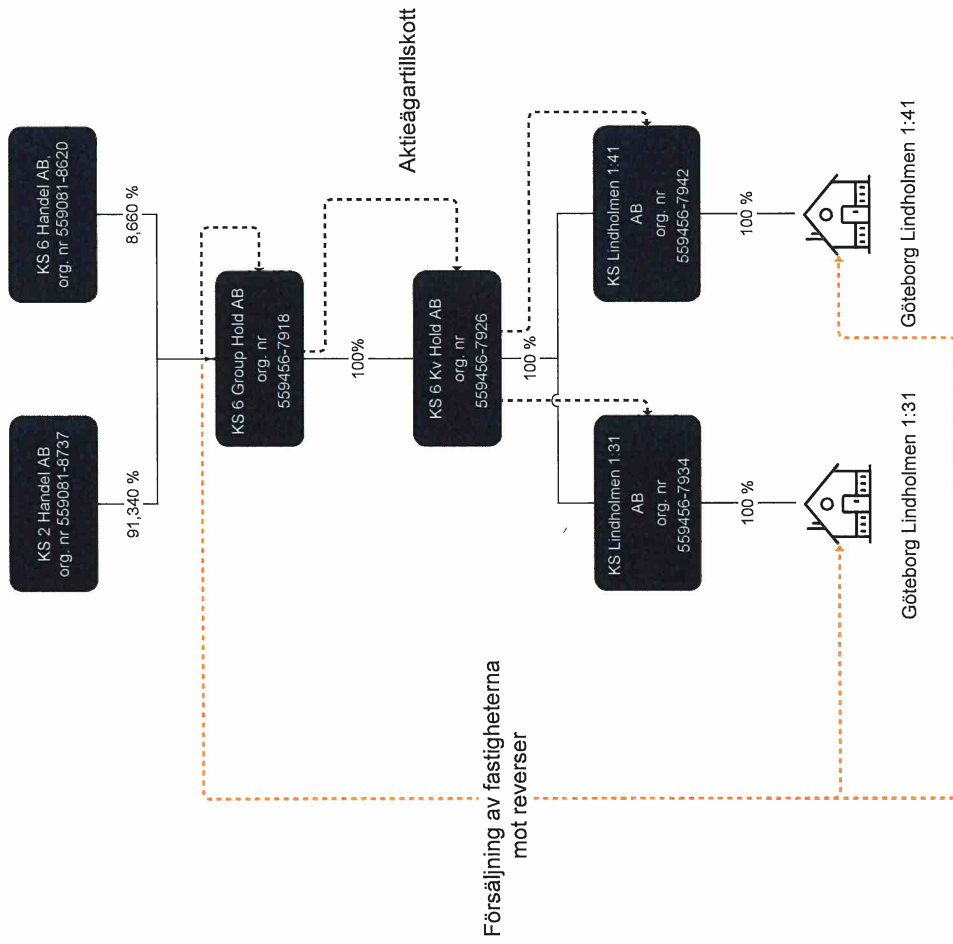 KS 2 Handel AB
org. nr 559081-8737
KS 6 Handel AB,
org. nr 559081-8620
91,340 %
8,660 %
KS 6 Group Hold AB
org. nr
559456-7918
Aktieägartillskott
100%
KS 6 Kv Hold AB
org. nr
559456-7926
Försäljning av fastigheterna
mot reverser
100 %
KS Lindholmen 1:31
AB
org. nr
559456-7934
KS Lindholmen 1:41
AB
org. nr
559456-7942
100 %
100 %
Göteborg Lindholmen 1:31
Göteborg Lindholmen 1:41